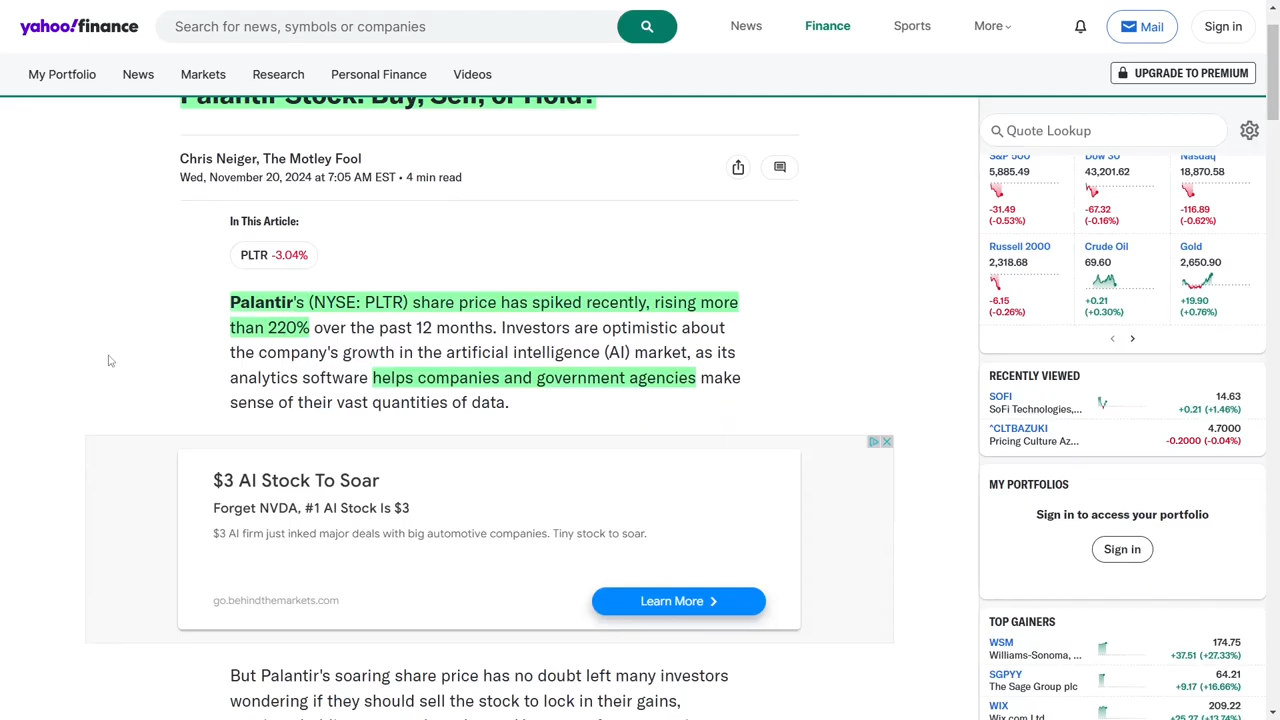 yahoo!finance
Search for news, symbols or companies
News
Finance
Sports
More
Mail
Sign in
My Portfolio
News
Markets
Research
Personal Finance
Videos
UPGRADE TO PREMIUM
Palantir Stock: Buy, Sell, or Hold?
Chris Neiger, The Motley Fool
Wed, November 20, 2024 at 7:05 AM EST • 4 min read
In This Article:
PLTR -3.04%
Palantir's (NYSE: PLTR) share price has spiked recently, rising more
than 220% over the past 12 months. Investors are optimistic about
the company's growth in the artificial intelligence (AI) market, as its
analytics software helps companies and government agencies make
sense of their vast quantities of data.
$3 AI Stock To Soar
Forget NVDA, #1 AI Stock Is $3
$3 AI firm just inked major deals with big automotive companies. Tiny stock to soar.
go.behindthemarkets.com
Learn More
But Palantir's soaring share price has no doubt left many investors
wondering if they should sell the stock to lock in their gains,
Quote Lookup
S&P 500
5,885.49
-31.49
(-0.53%)
Dow 30
43,201.62
-67.32
(-0.16%)
Nasdaq
18,870.58
-116.89
(-0.62%)
Russell 2000
2,318.68
-6.15
(-0.26%)
Crude Oil
69.60
+0.21
(+0.30%)
Gold
2,650.90
+19.90
(+0.76%)
RECENTLY VIEWED
SOFI 14.63
SoFi Technologies,... +0.21 (+1.46%)
^CLTBAZUKI 4.7000
Pricing Culture Az... -0.2000 (-0.04%)
MY PORTFOLIOS
Sign in to access your portfolio
Sign in
TOP GAINERS
WSM 174.75
Williams-Sonoma, ... +37.51 (+27.33%)
SGPYY 64.21
The Sage Group plc +9.17 (+16.66%)
WIX 209.22
Wix.com Ltd. +25.27 (+13.74%)